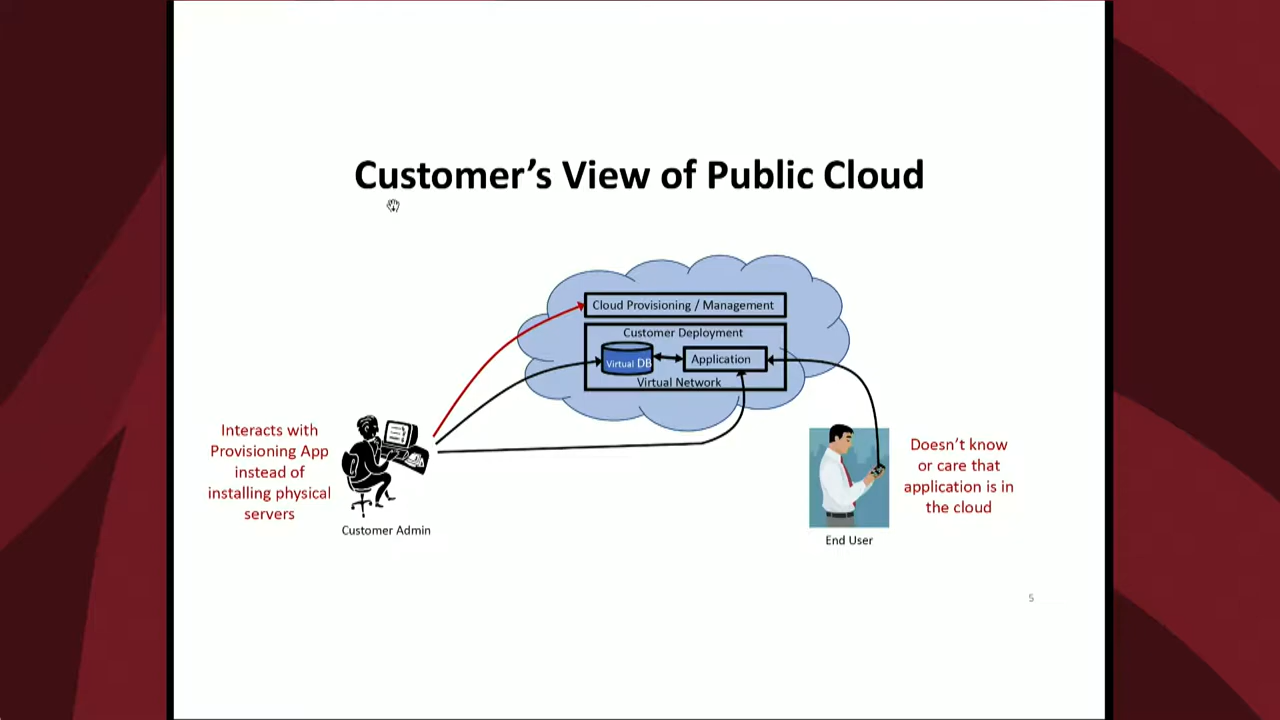 Customer’s View of Public Cloud
Cloud Provisioning / Management
Customer Deployment
Virtual DB
Application
Virtual Network
Interacts with
Provisioning App
instead of
installing physical
servers
Customer Admin
Doesn’t know
or care that
application is in
the cloud
End User
5